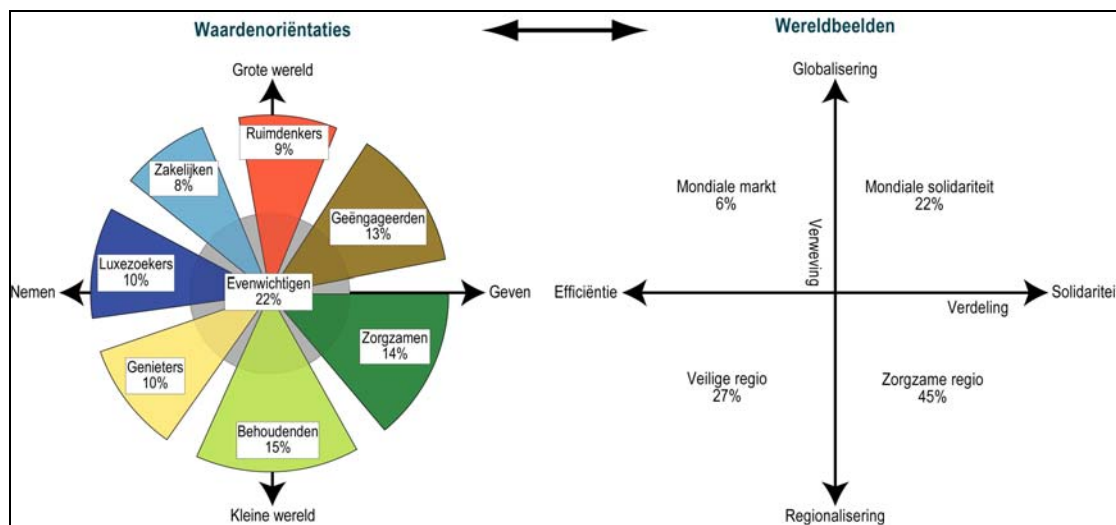 Waardenoriëntaties
Wereldbeelden
Grote wereld
Globalisering
Ruimdenkers
9%
Zakelijken
8%
Geëngageerden
13%
Luxezoekers
10%
Nemen
Evenwichtigen
22%
Geven
Zorgzamen
14%
Genieters
10%
Behoudenden
15%
Kleine wereld
Mondiale markt
6%
Mondiale solidariteit
22%
Verweving
Efficiëntie
Solidaritei
Verdeling
Veilige regio
27%
Zorgzame regio
45%
Regionalisering